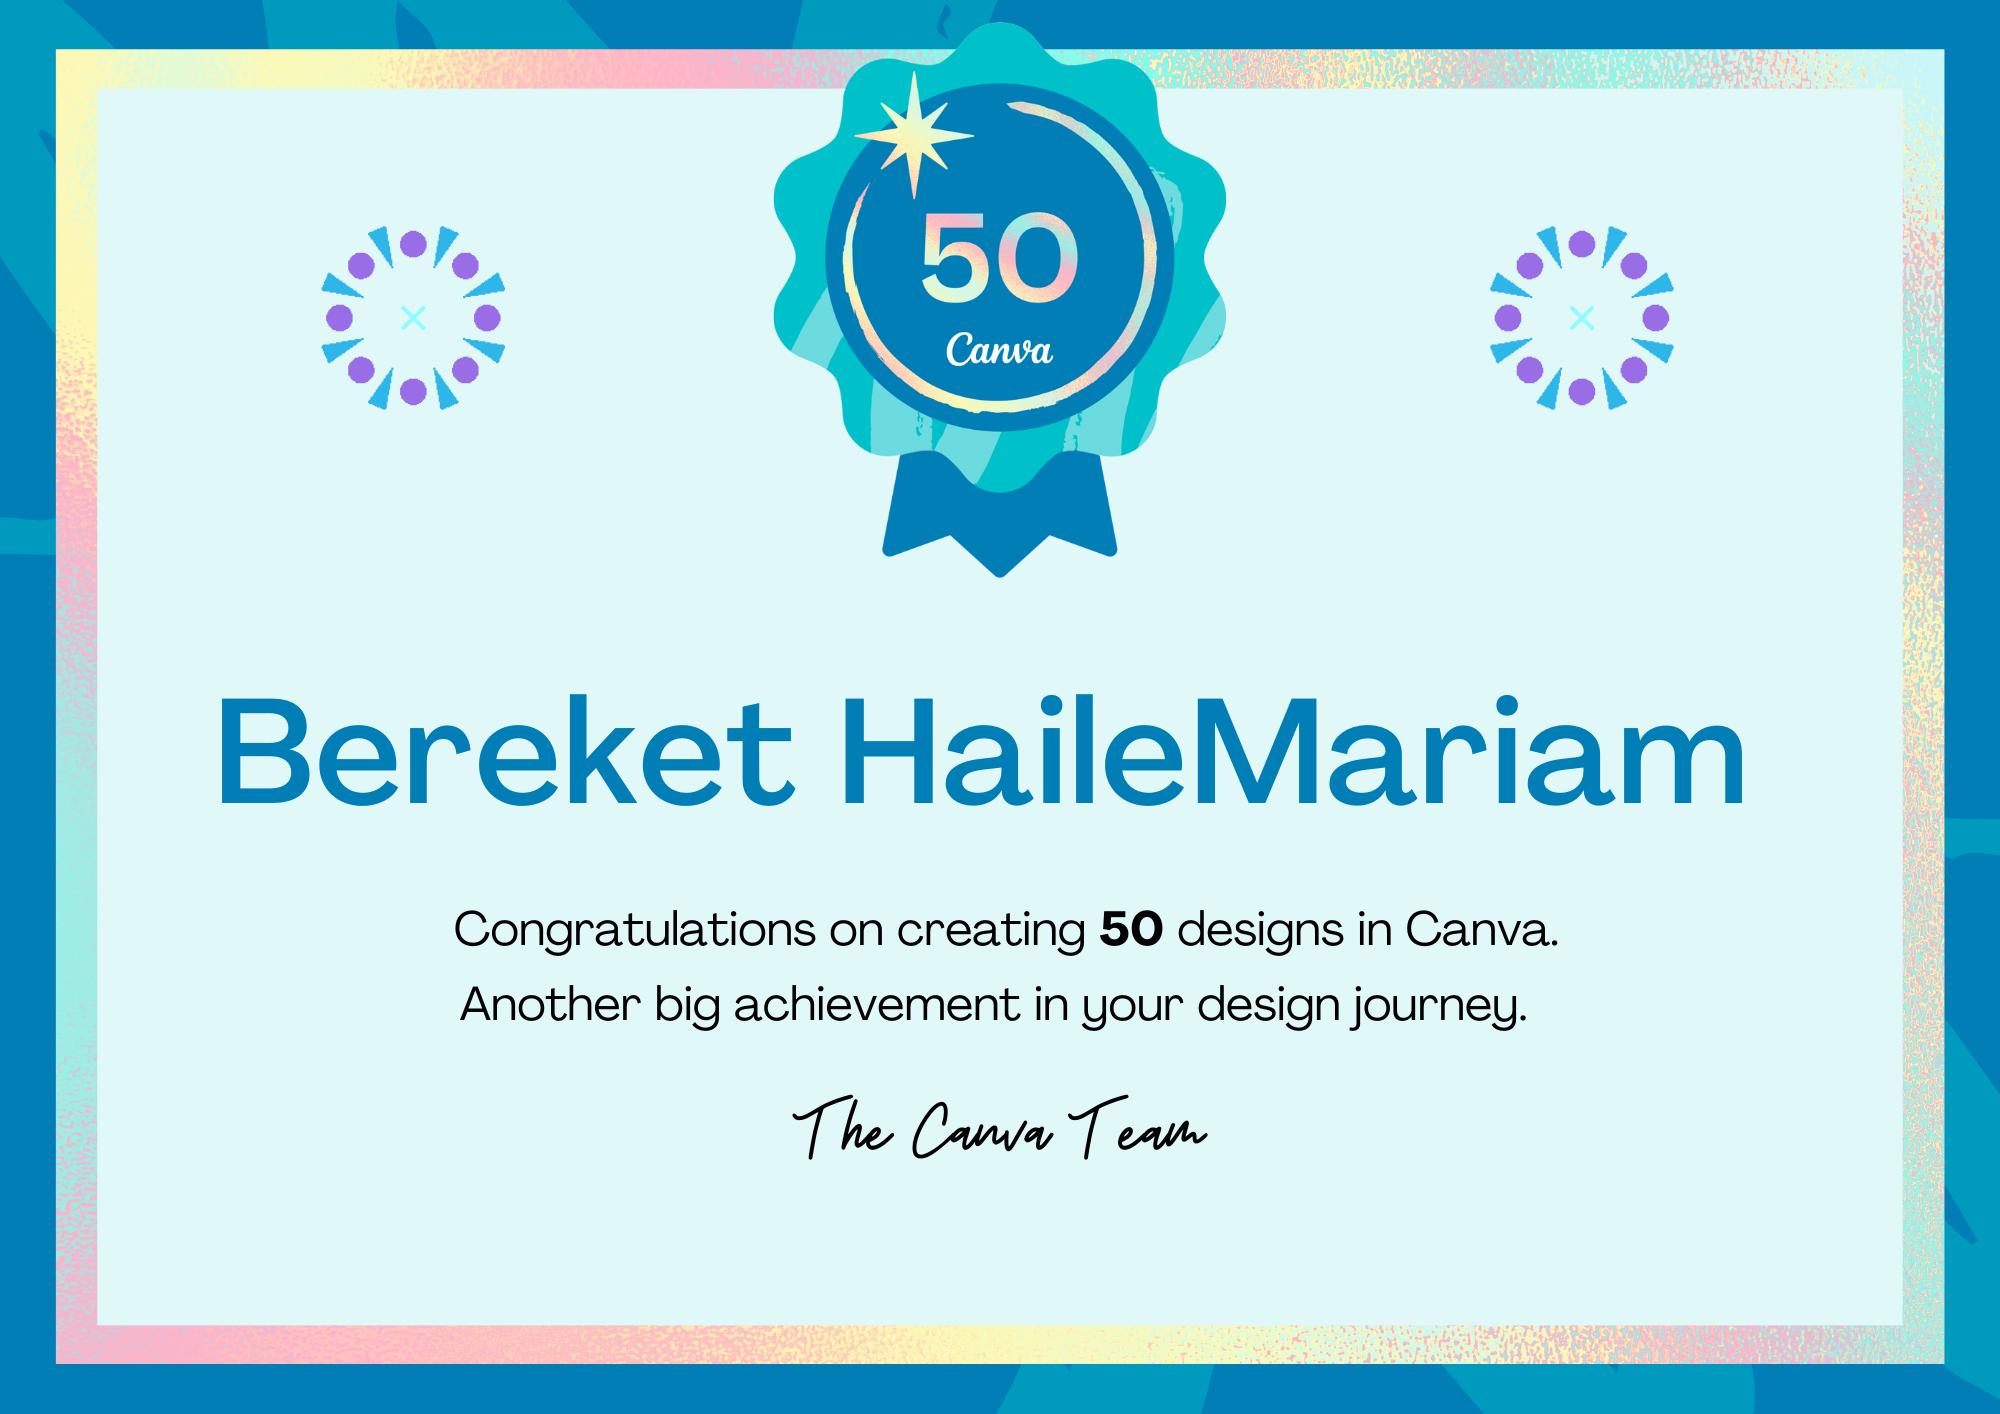 50
Canva
Bereket HaileMariam
Congratulations on creating 50 designs in Canva.
Another big achievement in your design journey.
The Canva Team